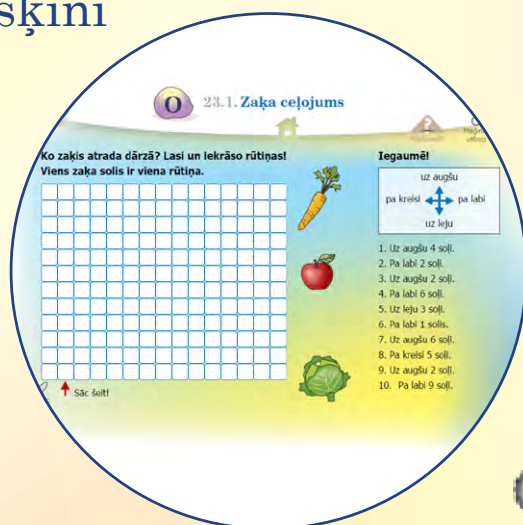 O
23.1. Zaķa ceļojums
Ko zaķis atrada dārzā? Lasi un iekrāso rūtiņas!
Viens zaķa solis ir viena rūtiņa.
Sāc šeit!
?
Iegaumē!
uz augšu
pa kreisi
pa labi
uz leju
1. Uz augšu 4 soļi.
2. Pa labi 2 soļi.
3. Uz augšu 2 soļi.
4. Pa labi 6 soļi.
5. Uz leju 3 soļi.
6. Pa labi 1 solis.
7. Uz augšu 6 soļi.
8. Pa kreisi 5 soļi.
9. Uz augšu 2 soļi.
10. Pa labi 9 soļi.